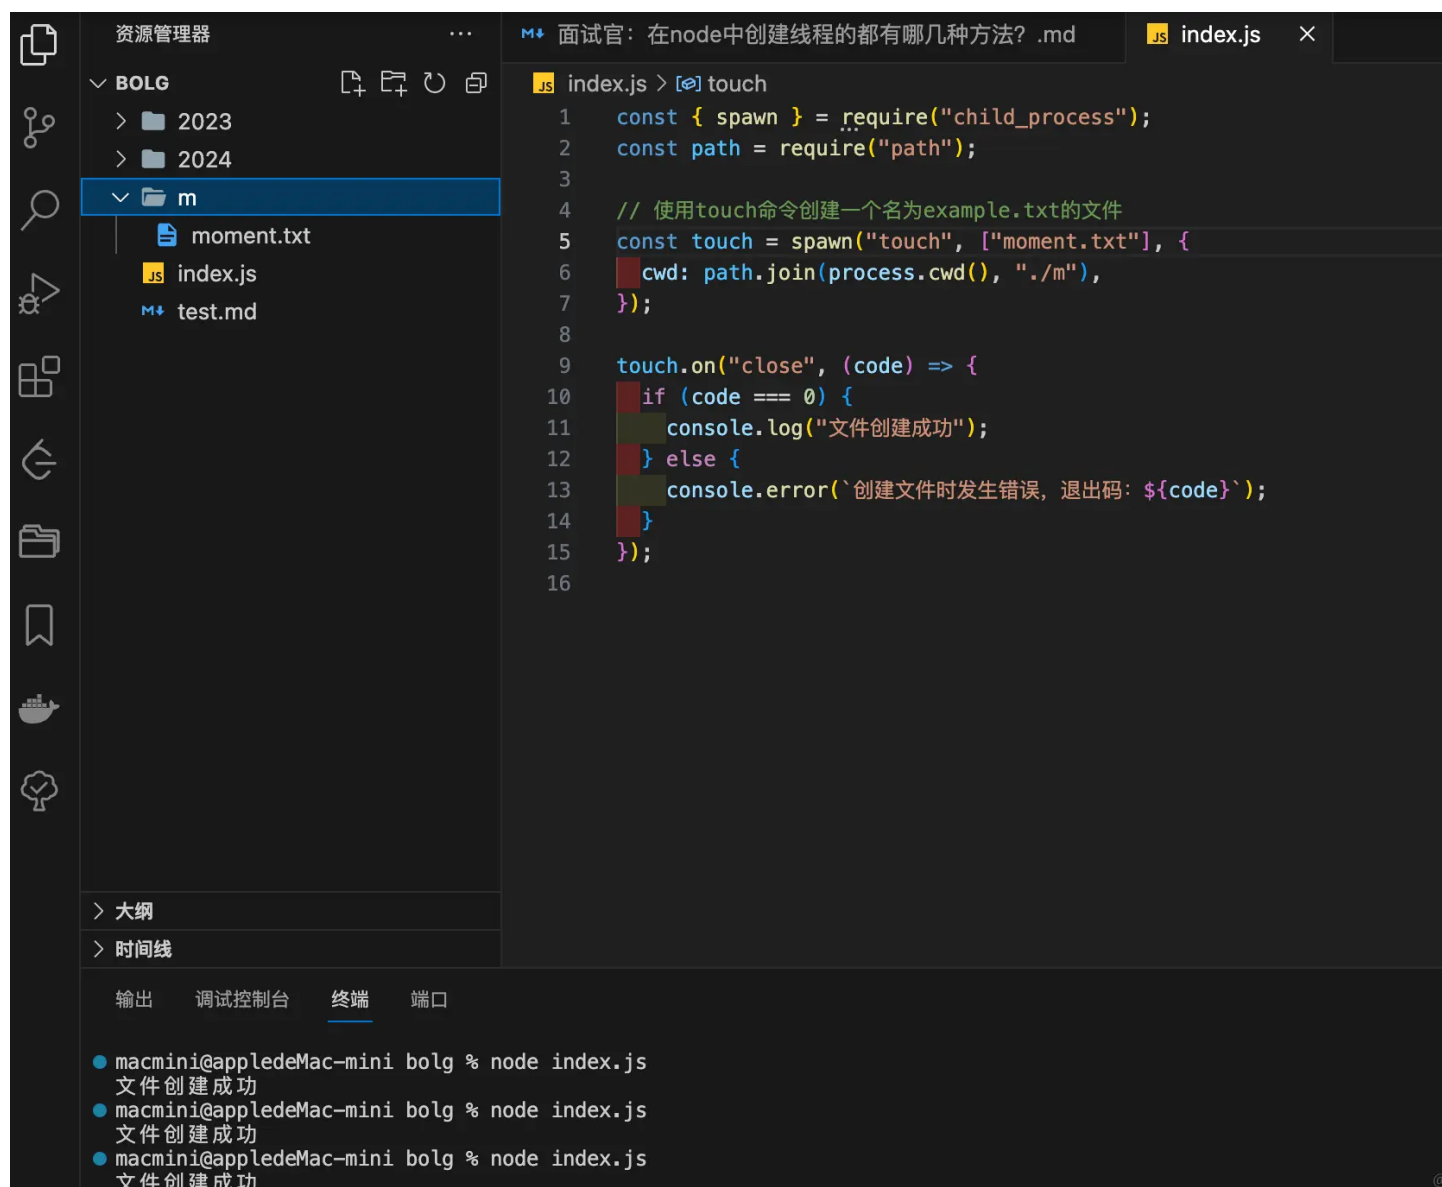 资源管理器
BOLG
2023
2024
m
moment.txt
index.js
test.md
大纲
时间线
面试官：在node中创建线程的都有哪几种方法？.md
index.js
index.js > touch
1 const { spawn } = require("child_process");
2 const path = require("path");
3
4 // 使用touch命令创建一个名为example.txt的文件
5 const touch = spawn("touch", ["moment.txt"], {
6 cwd: path.join(process.cwd(), "./m"),
7 });
8
9 touch.on("close", (code) => {
10 if (code === 0) {
11 console.log("文件创建成功");
12 } else {
13 console.error(`创建文件时发生错误，退出码：${code}`);
14 }
15 });
16
输出 调试控制台 终端 端口
macmini@appledeMac-mini bolg % node index.js
文件创建成功
macmini@appledeMac-mini bolg % node index.js
文件创建成功
macmini@appledeMac-mini bolg % node index.js
文件创建成功